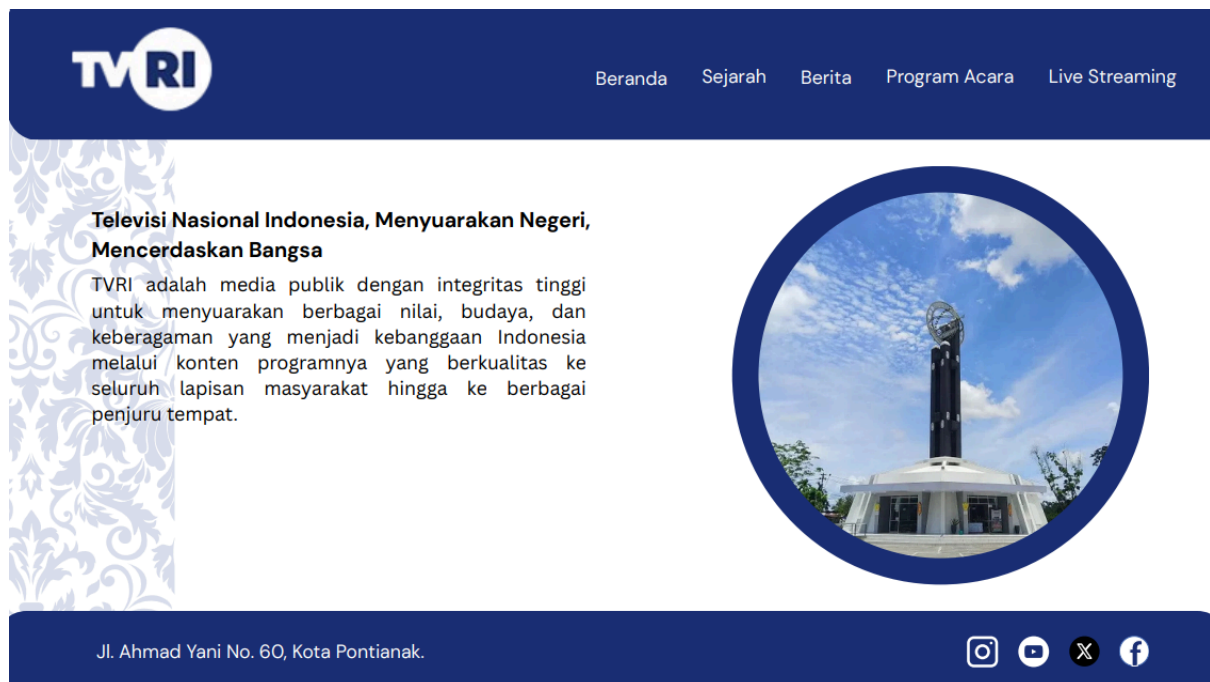 TVRI
Beranda
Sejarah
Berita
Program Acara
Live Streaming
Televisi Nasional Indonesia, Menyuarakan Negeri,
Mencerdaskan Bangsa
TVRI adalah media publik dengan integritas tinggi
untuk menyuarakan berbagai nilai, budaya, dan
keberagaman yang menjadi kebanggaan Indonesia
melalui konten programnya yang berkualitas ke
seluruh lapisan masyarakat hingga ke berbagai
penjuru tempat.
Jl. Ahmad Yani No. 60, Kota Pontianak.